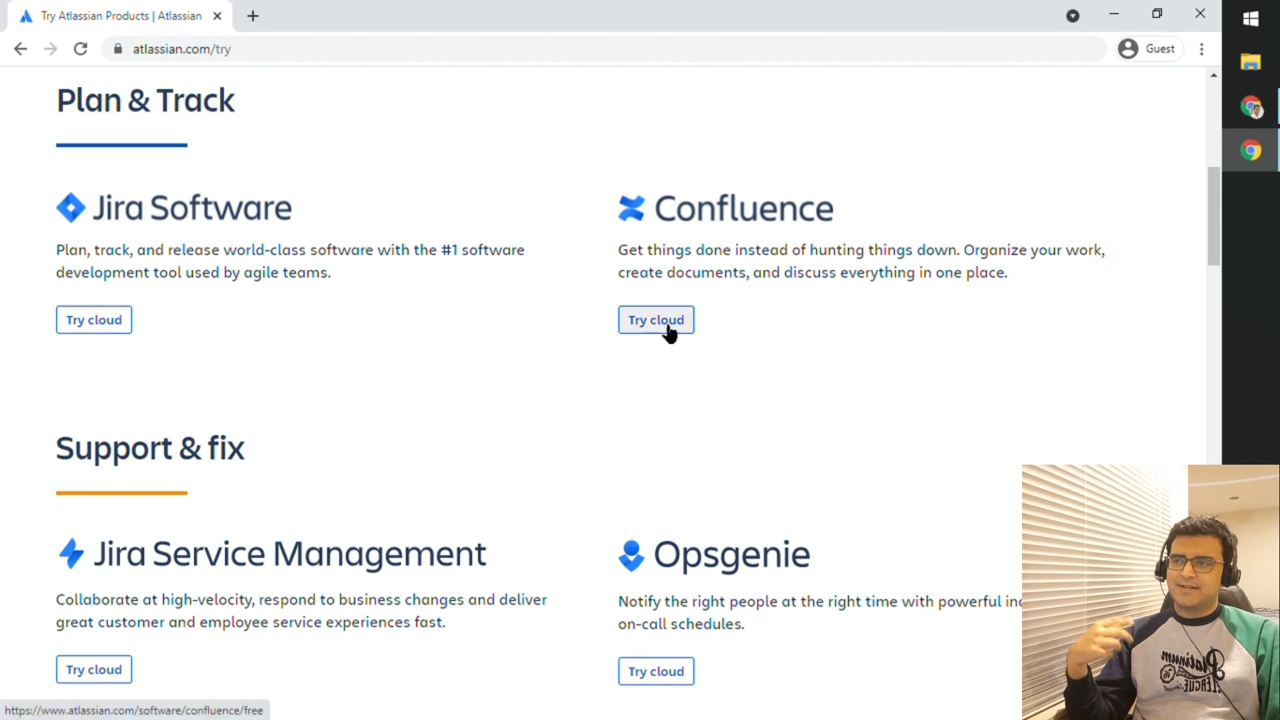 Try Atlassian Products | Atlassian
atlassian.com/try
Guest
Plan & Track
Jira Software
Confluence
Plan, track, and release world-class software with the #1 software
development tool used by agile teams.
Get things done instead of hunting things down. Organize your work,
create documents, and discuss everything in one place.
Try cloud
Try cloud
Support & fix
Jira Service Management
Opsgenie
Collaborate at high-velocity, respond to business changes and deliver
great customer and employee service experiences fast.
Notify the right people at the right time with powerful
on-call schedules.
Try cloud
Try cloud
https://www.atlassian.com/software/confluence/free
Platinum
LEAGUE